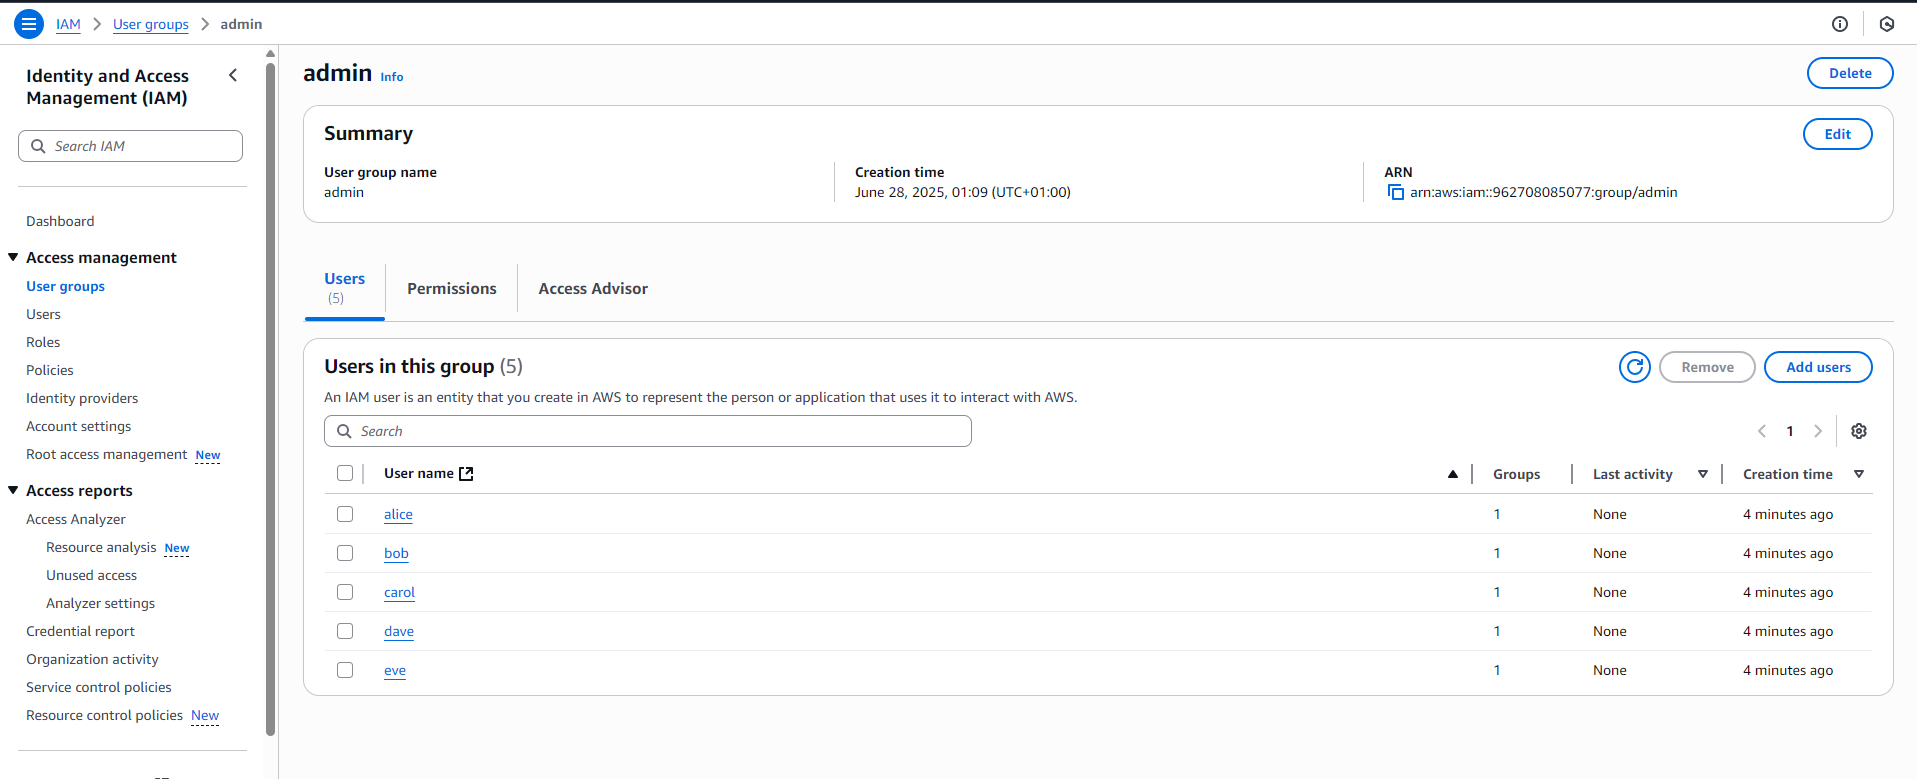 IAM > User groups > admin
Identity and Access
Management (IAM)
Search IAM
Dashboard
Access management
User groups
Users
Roles
Policies
Identity providers
Account settings
Root access management New
Access reports
Access Analyzer
Resource analysis New
Unused access
Analyzer settings
Credential report
Organization activity
Service control policies
Resource control policies New
admin Info
Delete
Summary
Edit
User group name
admin
Creation time
June 28, 2025, 01:09 (UTC+01:00)
ARN
arn:aws:iam::962708085077:group/admin
Users
(5)
Permissions
Access Advisor
Users in this group (5)
Remove
Add users
An IAM user is an entity that you create in AWS to represent the person or application that uses it to interact with AWS.
Search
1
User name Groups Last activity Creation time
alice 1 None 4 minutes ago
bob 1 None 4 minutes ago
carol 1 None 4 minutes ago
dave 1 None 4 minutes ago
eve 1 None 4 minutes ago